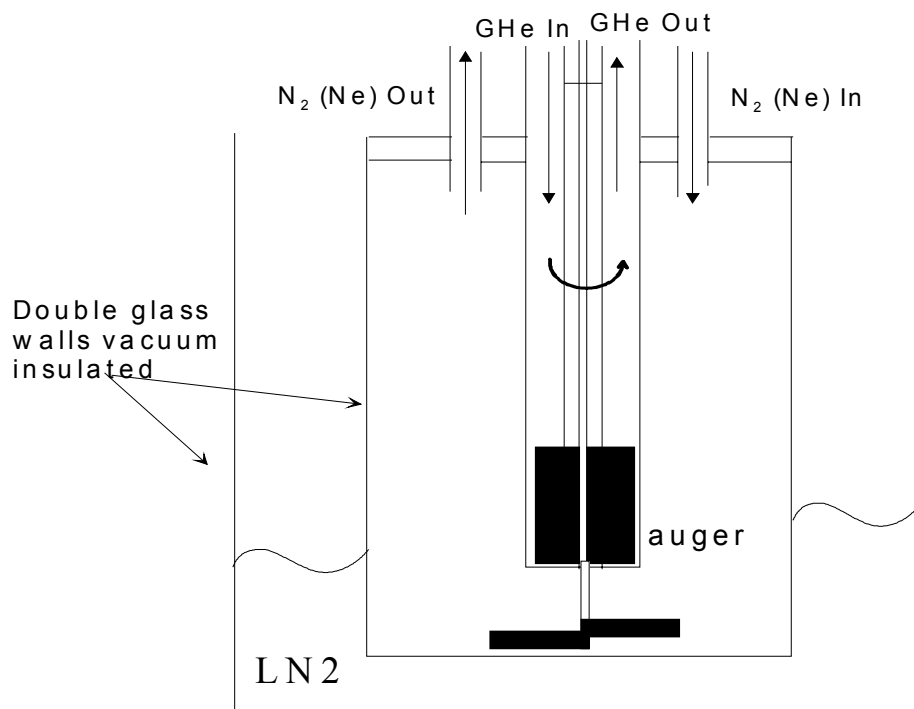 GHe In
GHe Out
N₂ (Ne) Out
N₂ (Ne) In
Double glass
walls vacuum
insulated
auger
LN2